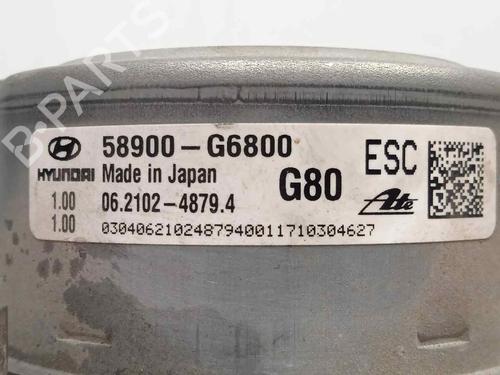 B-PARTS
58900-G6800
ESC
HYUNDAI Made in Japan
G80
1.00 06.2102-4879.4
Ate
1.00 0304062102487940011710304627